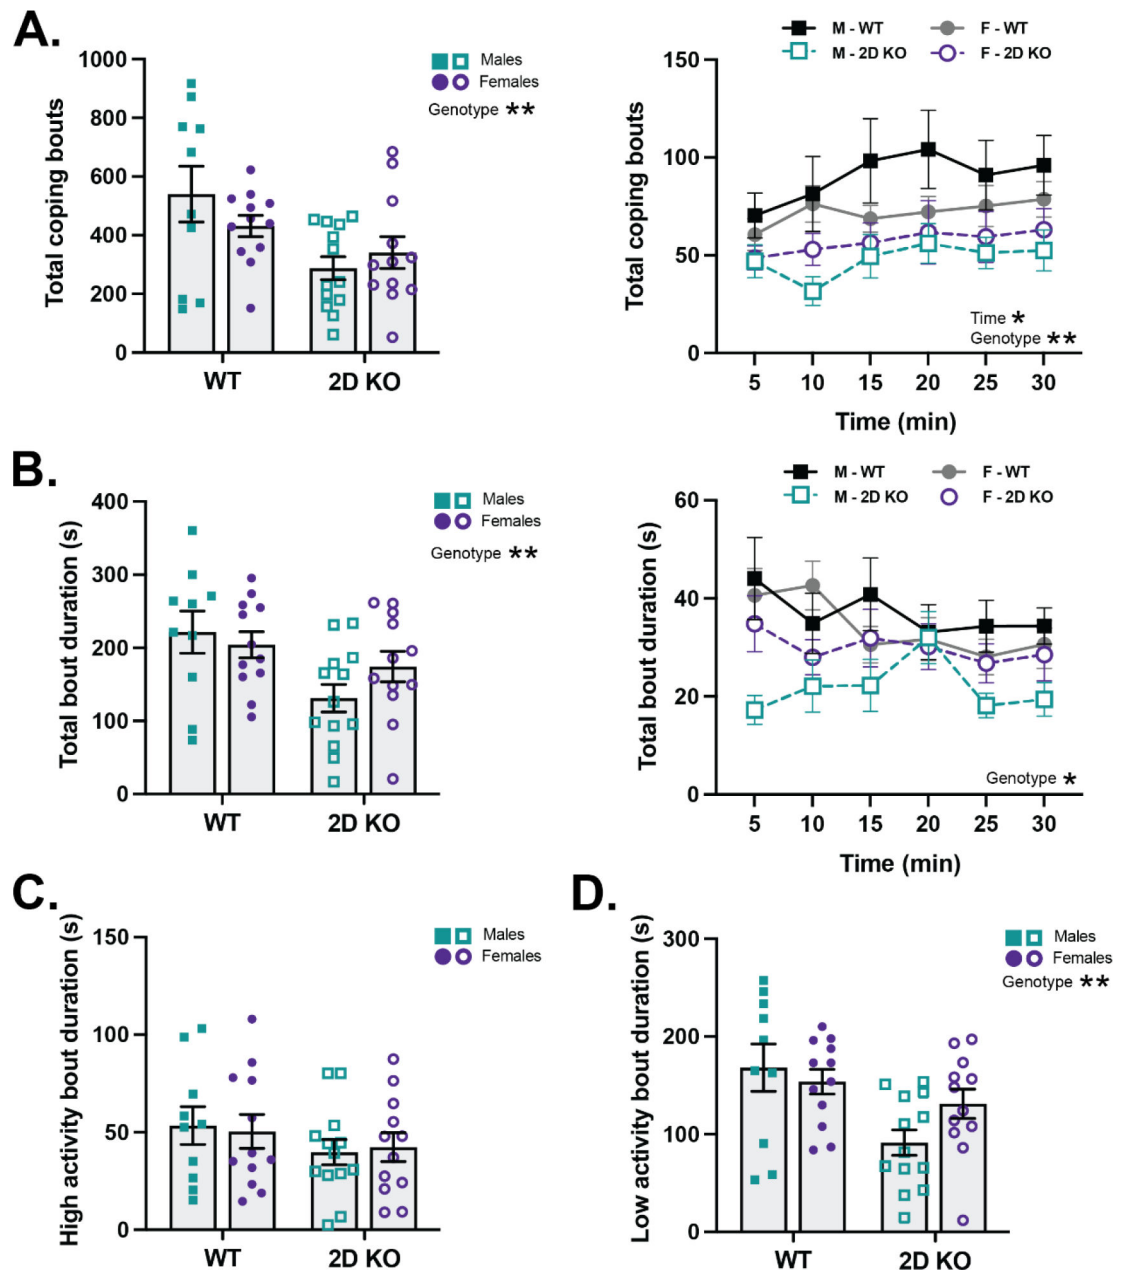 A.
Total coping bouts
1000
800
600
400
200
0
WT
2D KO
Males
Females
Genotype **
M - WT
F - WT
M - 2D KO
F - 2D KO
Total coping bouts
150
100
50
0
5 10 15 20 25 30
Time (min)
Time *
Genotype **
B.
Total bout duration (s)
400
300
200
100
0
WT
2D KO
Males
Females
Genotype **
M - WT
F - WT
M - 2D KO
F - 2D KO
Total bout duration (s)
60
40
20
0
5 10 15 20 25 30
Time (min)
Genotype *
C.
High activity bout duration (s)
150
100
50
0
WT
2D KO
Males
Females
D.
Low activity bout duration (s)
300
200
100
0
WT
2D KO
Males
Females
Genotype **